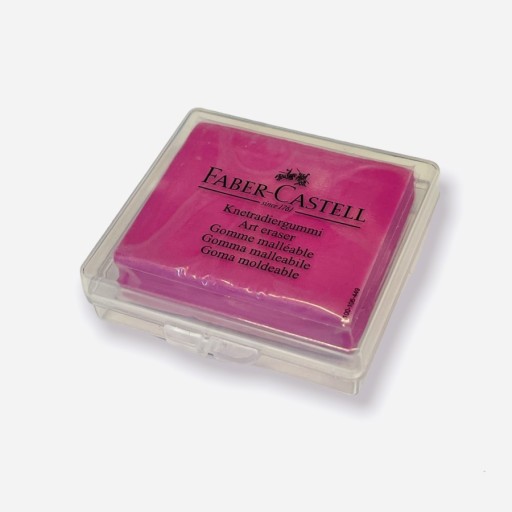 FABER-CASTELL
since 1761
Knetradiergummi
Art eraser
Gomme malléable
Gomma malleabile
Goma moldeable